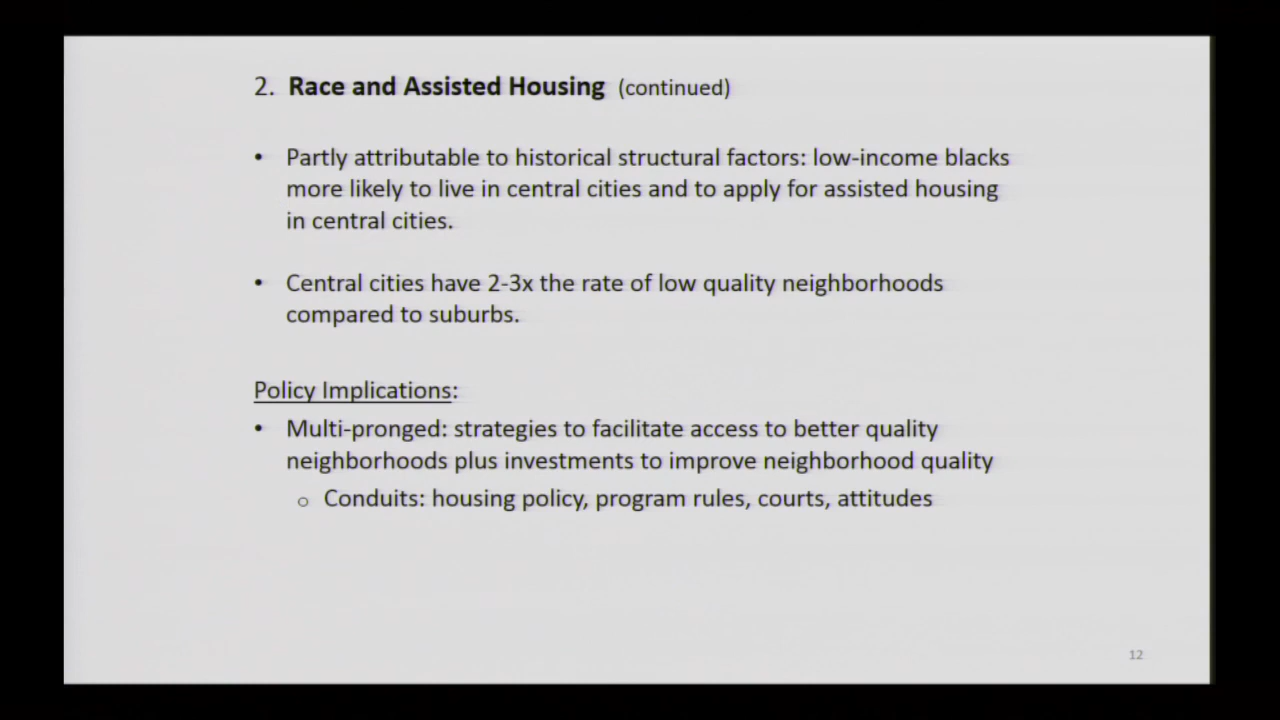 2. Race and Assisted Housing (continued)
• Partly attributable to historical structural factors: low-income blacks
more likely to live in central cities and to apply for assisted housing
in central cities.
• Central cities have 2-3x the rate of low quality neighborhoods
compared to suburbs.
Policy Implications:
• Multi-pronged: strategies to facilitate access to better quality
neighborhoods plus investments to improve neighborhood quality
o Conduits: housing policy, program rules, courts, attitudes
12